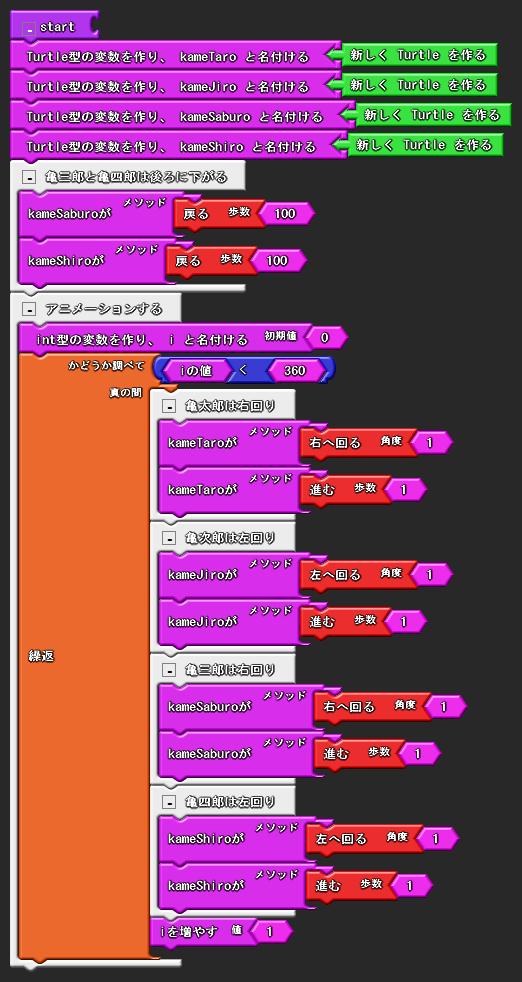 start
Turtle型の変数を作り、 kameTaro と名付ける 新しく Turtle を作る
Turtle型の変数を作り、 kameJiro と名付ける 新しく Turtle を作る
Turtle型の変数を作り、 kameSaburo と名付ける 新しく Turtle を作る
Turtle型の変数を作り、 kameShiro と名付ける 新しく Turtle を作る
亀三郎と亀四郎は後ろに下がる
kameSaburoが メソッド 戻る 歩数 100
kameShiroが メソッド 戻る 歩数 100
アニメーションする
int型の変数を作り、 i と名付ける 初期値 0
かどうか調べて iの値 < 360
真の間
亀太郎は右回り
kameTaroが メソッド 右へ回る 角度 1
kameTaroが メソッド 進む 歩数 1
亀次郎は左回り
kameJiroが メソッド 左へ回る 角度 1
kameJiroが メソッド 進む 歩数 1
繰返
亀三郎は右回り
kameSaburoが メソッド 右へ回る 角度 1
kameSaburoが メソッド 進む 歩数 1
亀四郎は左回り
kameShiroが メソッド 左へ回る 角度 1
kameShiroが メソッド 進む 歩数 1
iを増やす 値 1